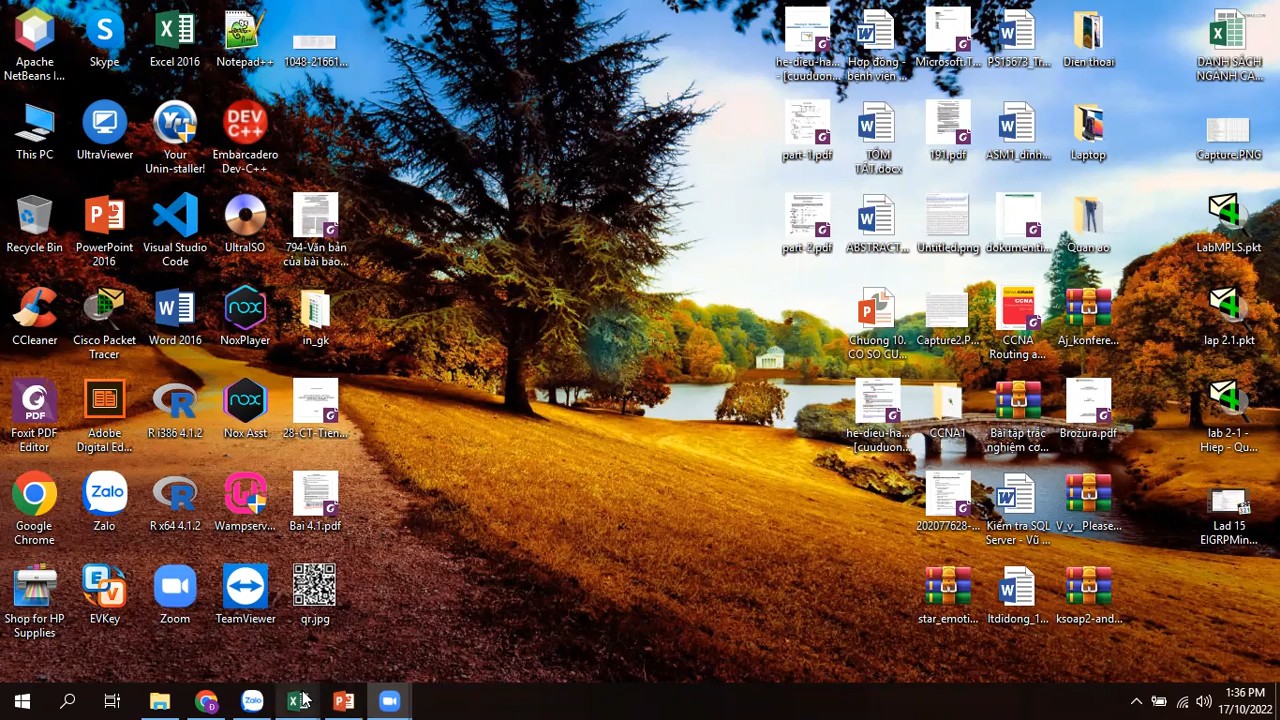 Apache
NetBeans I...
Skype
Excel 2016
Notepad++
1048-21661...
This PC
UltraViewer
Your
Unin-staller!
Embarcadero
Dev-C++
Recycle Bin
PowerPoint
2016
Visual Studio
Code
UltraISO
794-Văn bản
của bài báo...
CCleaner
Cisco Packet
Tracer
Word 2016
NoxPlayer
in_gk
Foxit PDF
Editor
Adobe
Digital Ed...
R i386 4.1.2
Nox Asst
28-CT-Tien...
Google
Chrome
Zalo
R x64 4.1.2
Wampserv...
Bai 4.1.pdf
Shop for HP
Supplies
EVKey
Zoom
TeamViewer
qr.jpg
he-dieu-ha...
- [cuuduon...
Hợp đồng -
bệnh viện ...
Microsoft.T...
PS15673_Tr...
Dien thoai
DANH SÁCH
NGÀNH CA...
part-1.pdf
TÓM
TẮT.docx
191.pdf
ASM1_dinh...
Laptop
Capture.PNG
part-2.pdf
ABSTRACT...
Untitled.png
dokumen.ti...
Quan ao
LabMPLS.pkt
Chuong 10.
CO SO CU...
Capture2.P...
CCNA
Routing a...
Aj_konfere...
lap 2.1.pkt
he-dieu-ha...
- [cuuduon...
CCNA1
Bài tập trắc
nghiệm cơ...
Brozura.pdf
lab 2-1 -
Hiep - Qu...
202077628-...
Kiểm tra SQL
Server - Vũ ...
V_v__Please...
Lad 15
EIGRPMin...
star_emoti...
ltdidong_1...
ksoap2-and...
1:36 PM
17/10/2022